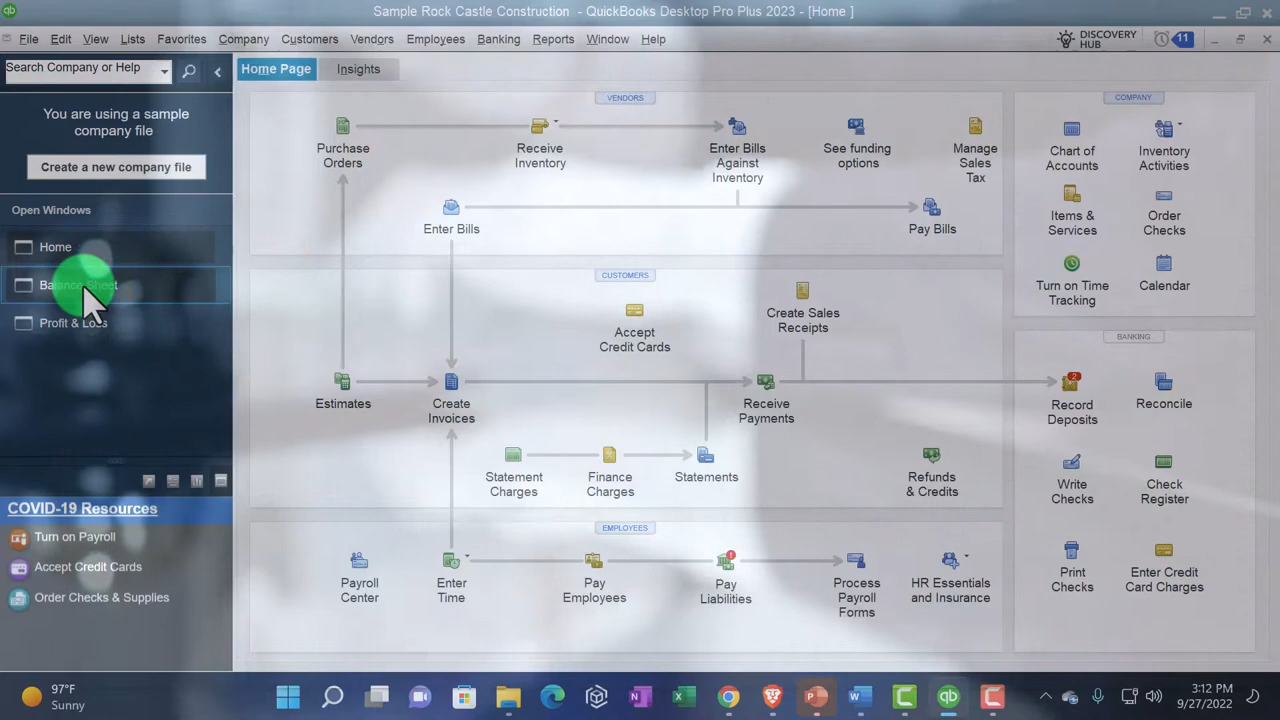 Sample Rock Castle Construction - QuickBooks Desktop Pro Plus 2023 - [Home ]
File Edit View Lists Favorites Company Customers Vendors Employees Banking Reports Window Help
DISCOVERY
HUB
11
Search Company or Help
Home Page
Insights
You are using a sample
company file
Create a new company file
Open Windows
Home
Balance Sheet
Profit & Loss
COVID-19 Resources
Turn on Payroll
Accept Credit Cards
Order Checks & Supplies
VENDORS
Purchase
Orders
Receive
Inventory
Enter Bills
Against
Inventory
See funding
options
Manage
Sales
Tax
Enter Bills
Pay Bills
CUSTOMERS
Accept
Credit Cards
Create Sales
Receipts
Estimates
Create
Invoices
Receive
Payments
Statement
Charges
Finance
Charges
Statements
Refunds
& Credits
EMPLOYEES
Payroll
Center
Enter
Time
Pay
Employees
Pay
Liabilities
Process
Payroll
Forms
HR Essentials
and Insurance
COMPANY
Chart of
Accounts
Inventory
Activities
Items &
Services
Order
Checks
Turn on Time
Tracking
Calendar
BANKING
2
Record
Deposits
Reconcile
Write
Checks
Check
Register
Print
Checks
Enter Credit
Card Charges
97°F
Sunny
3:12 PM
9/27/2022